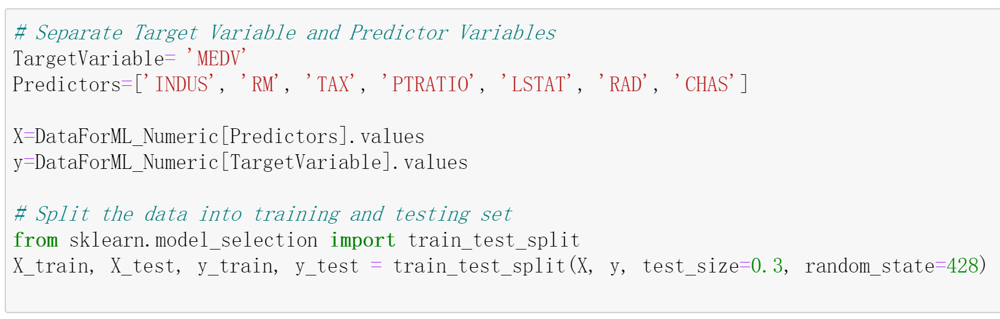 # Separate Target Variable and Predictor Variables
TargetVariable= 'MEDV'
Predictors=['INDUS', 'RM', 'TAX', 'PTRATIO', 'LSTAT', 'RAD', 'CHAS']
X=DataForML_Numeric[Predictors].values
y=DataForML_Numeric[TargetVariable].values
# Split the data into training and testing set
from sklearn.model_selection import train_test_split
X_train, X_test, y_train, y_test = train_test_split(X, y, test_size=0.3, random_state=428)